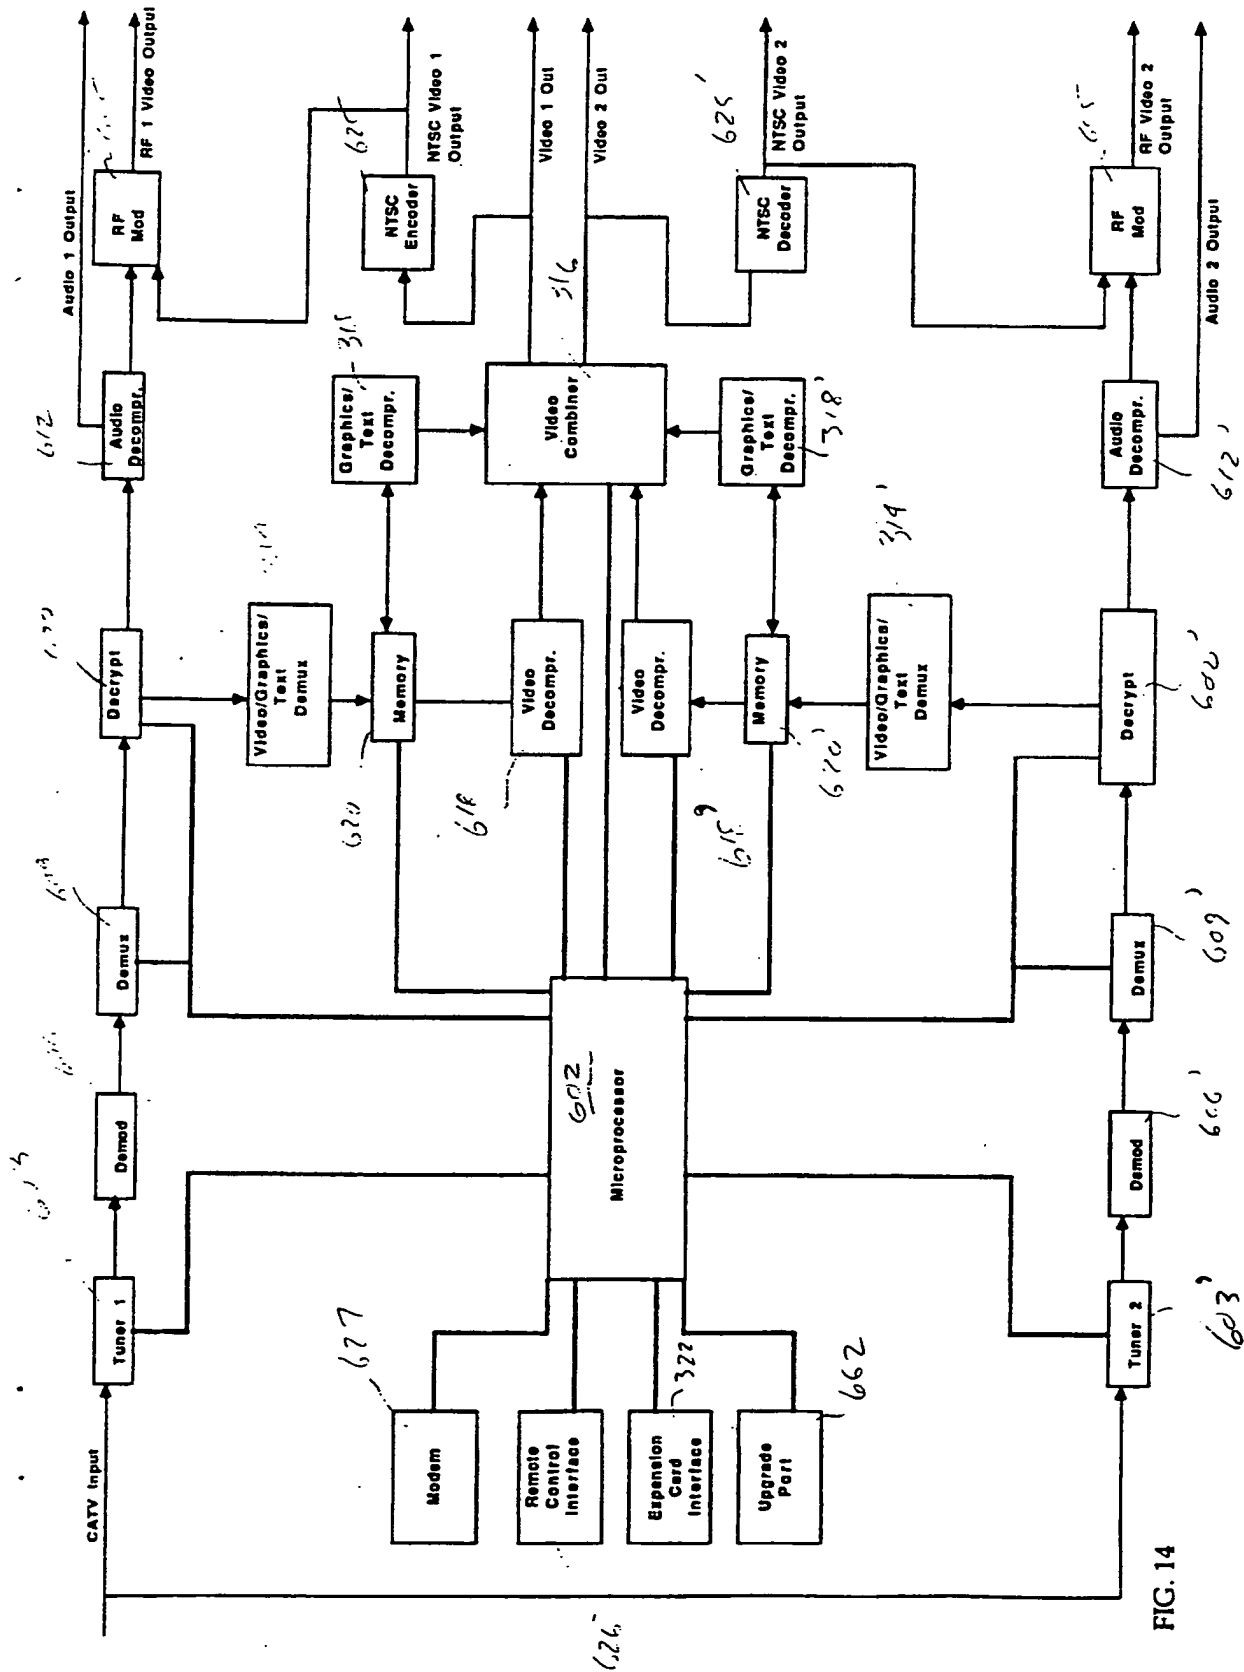 CATV Input
Tuner 1
Demod
Demux
Decrypt
Audio
Decompr.
612
Audio 1 Output
RF
Mod
RF 1 Video Output
Video/Graphics/
Text
Demux
Memory
620
Graphics/
Text
Decompr.
315
NTSC
Encoder
NTSC Video 1
Output
Modem
627
Remote
Control
Interface
Expansion
Card
Interface
322
Upgrade
Port
662
Microprocessor
602
Video
Decompr.
618
Video
Decompr.
Video
Combiner
316
Video 1 Out
Video 2 Out
Memory
620'
Graphics/
Text
Decompr.
318'
NTSC
Decoder
625'
NTSC Video 2
Output
Video/Graphics/
Text
Demux
314'
Tuner 2
603'
Demod
606'
Demux
609'
Decrypt
600'
Audio
Decompr.
612'
RF
Mod
RF Video 2
Output
Audio 2 Output
FIG. 14